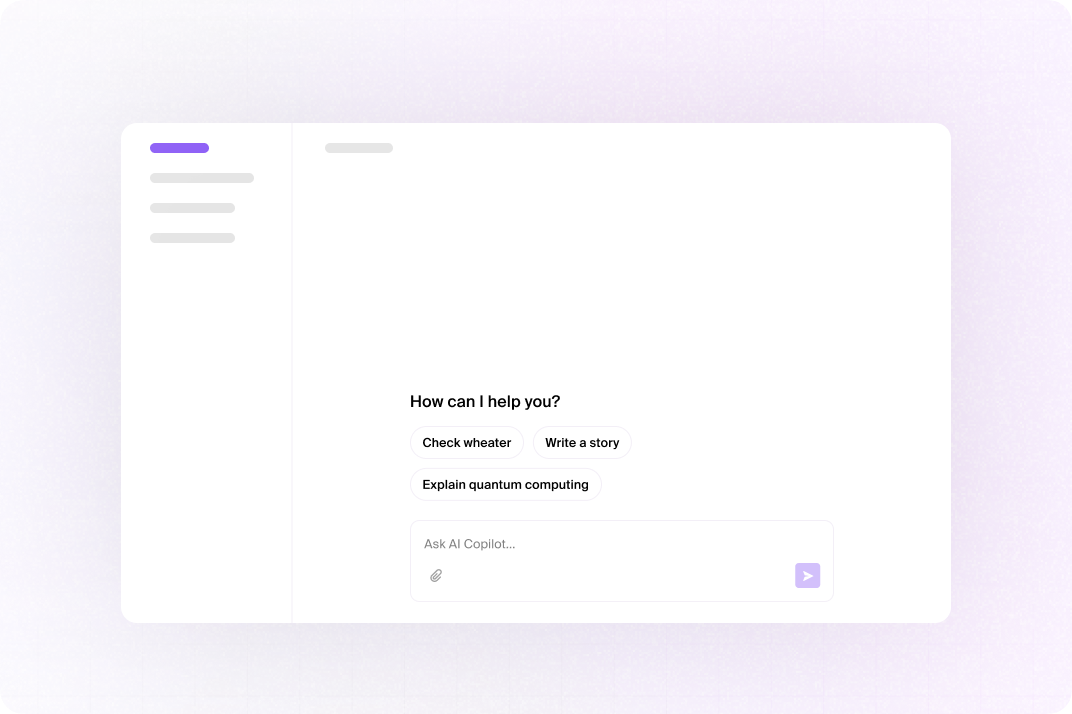 How can I help you?
Check wheater
Write a story
Explain quantum computing
Ask AI Copilot...